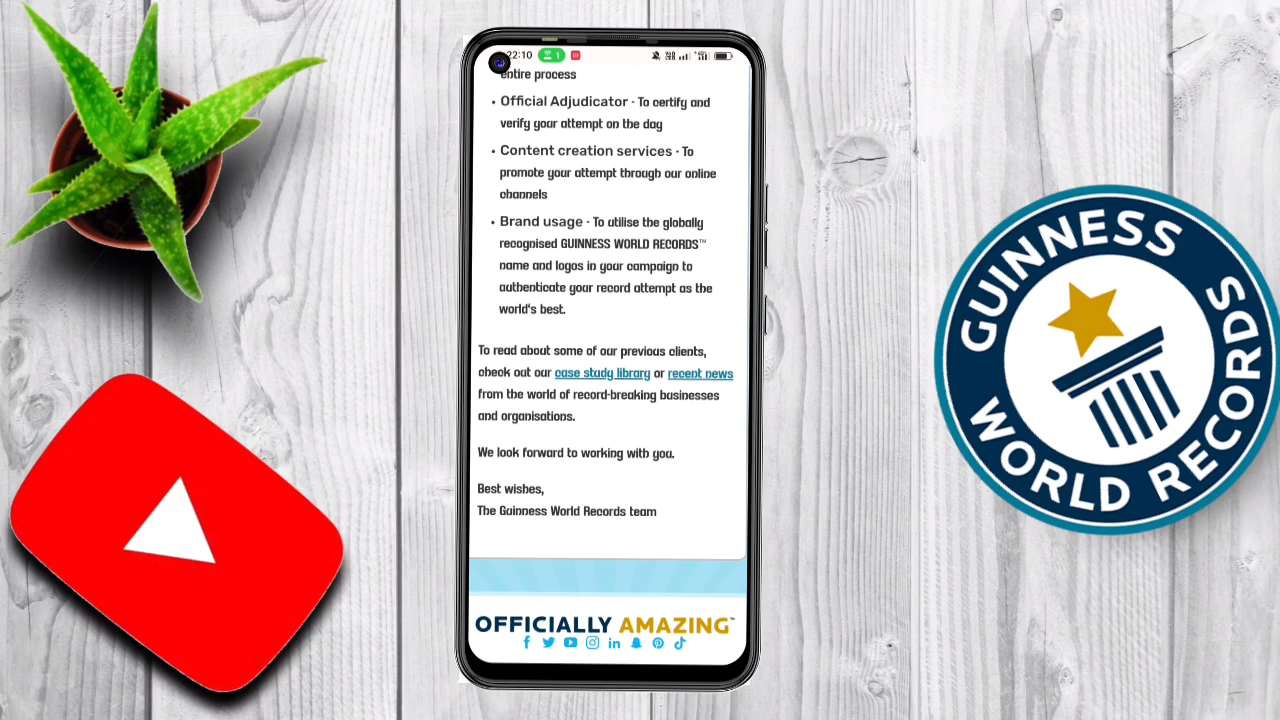 22:10
entire process
• Official Adjudicator - To certify and
verify your attempt on the day
• Content creation services - To
promote your attempt through our online
channels
• Brand usage - To utilise the globally
recognised GUINNESS WORLD RECORDS™
name and logos in your campaign to
authenticate your record attempt as the
world's best.
To read about some of our previous clients,
check out our case study library or recent news
from the world of record-breaking businesses
and organisations.
We look forward to working with you.
Best wishes,
The Guinness World Records team
OFFICIALLY AMAZING™
GUINNESS
WORLD RECORDS